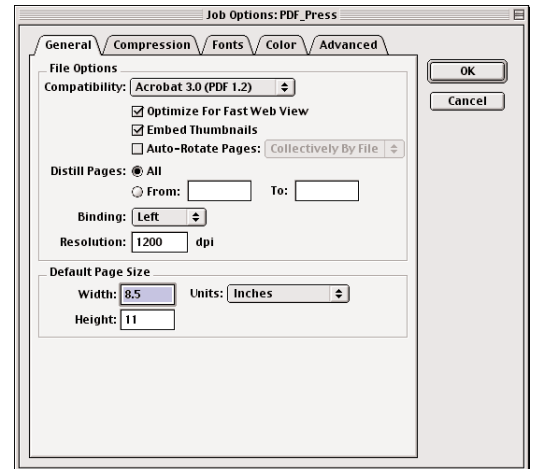 Job Options: PDF_Press
General Compression Fonts Color Advanced
OK
Cancel
File Options
Compatibility: Acrobat 3.0 (PDF 1.2)
Optimize For Fast Web View
Embed Thumbnails
Auto-Rotate Pages: Collectively By File
Distill Pages: All
From: To:
Binding: Left
Resolution: 1200 dpi
Default Page Size
Width: 8.5 Units: Inches
Height: 11